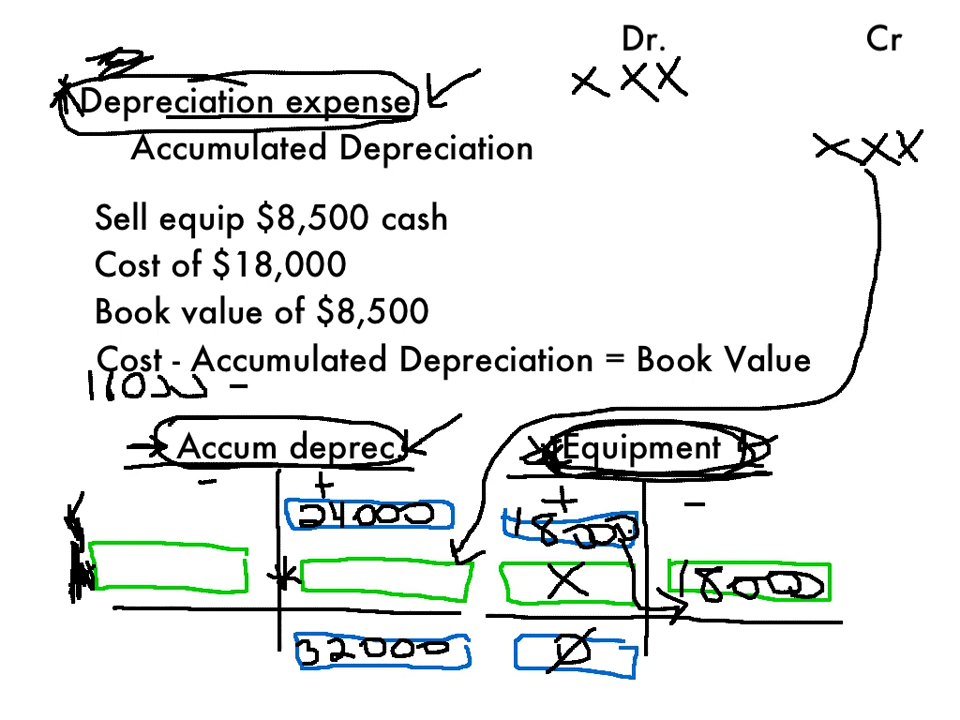 Dr. Cr
Depreciation expense XXX
Accumulated Depreciation XXX
Sell equip $8,500 cash
Cost of $18,000
Book value of $8,500
Cost - Accumulated Depreciation = Book Value
-
Accum deprec. Equipment
- + + -
24000 18000
X 18000
32000 0